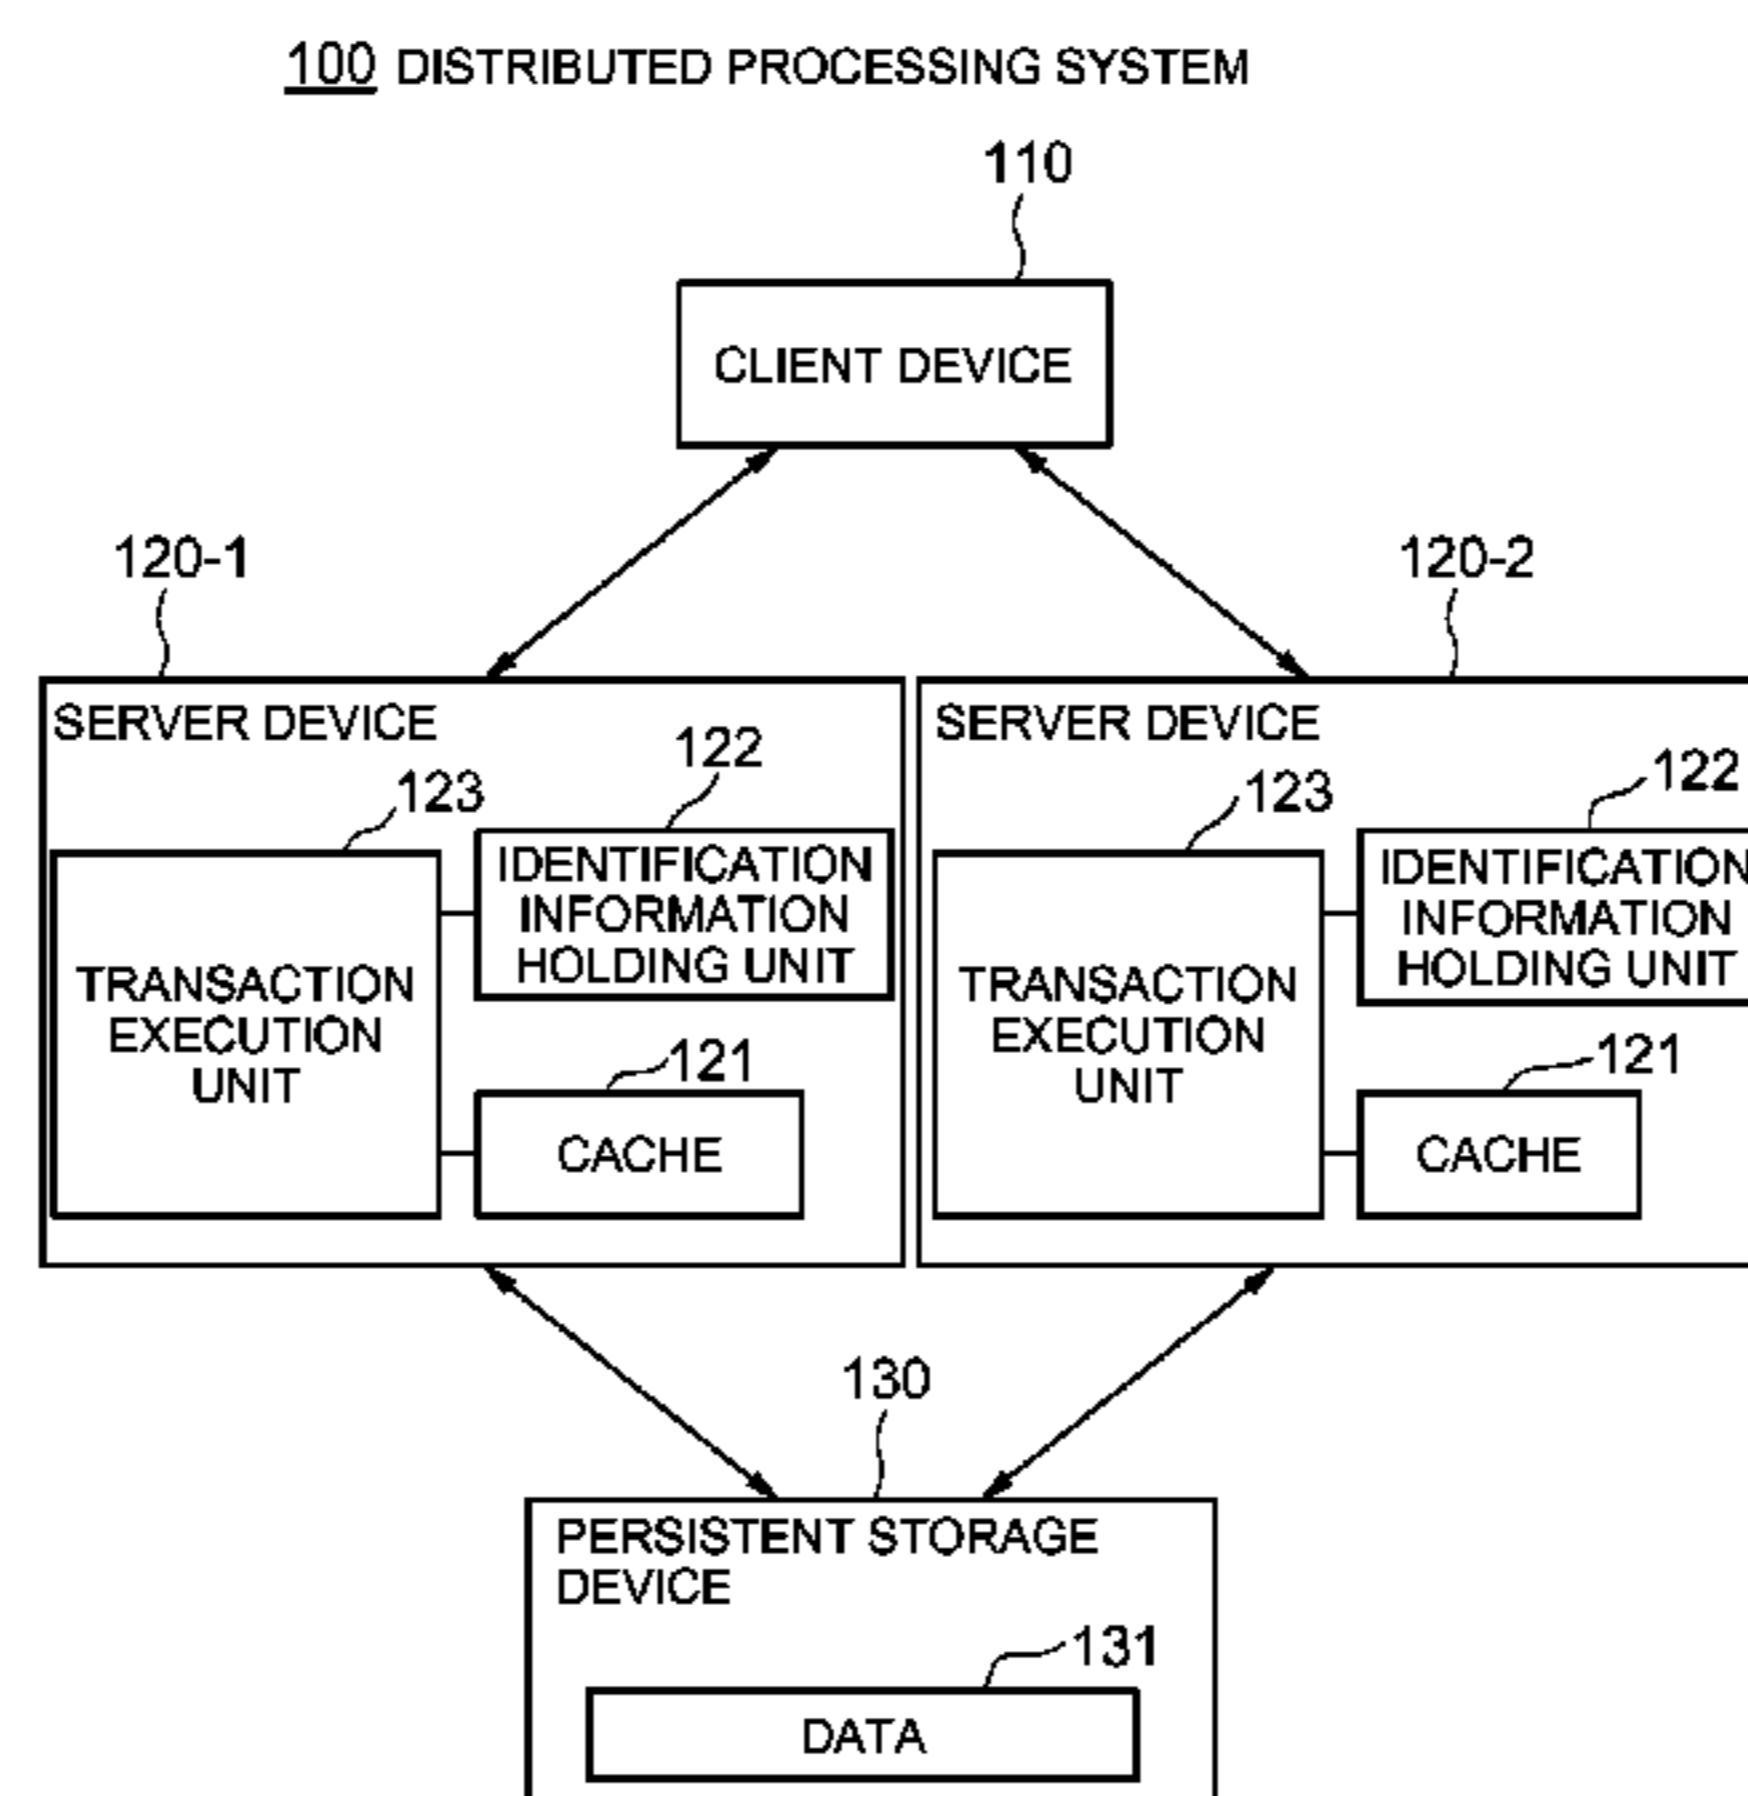 100 DISTRIBUTED PROCESSING SYSTEM
110
CLIENT DEVICE
120-1
120-2
SERVER DEVICE
122
123
IDENTIFICATION
INFORMATION
HOLDING UNIT
TRANSACTION
EXECUTION
UNIT
121
CACHE
SERVER DEVICE
122
123
IDENTIFICATION
INFORMATION
HOLDING UNIT
TRANSACTION
EXECUTION
UNIT
121
CACHE
130
PERSISTENT STORAGE
DEVICE
131
DATA